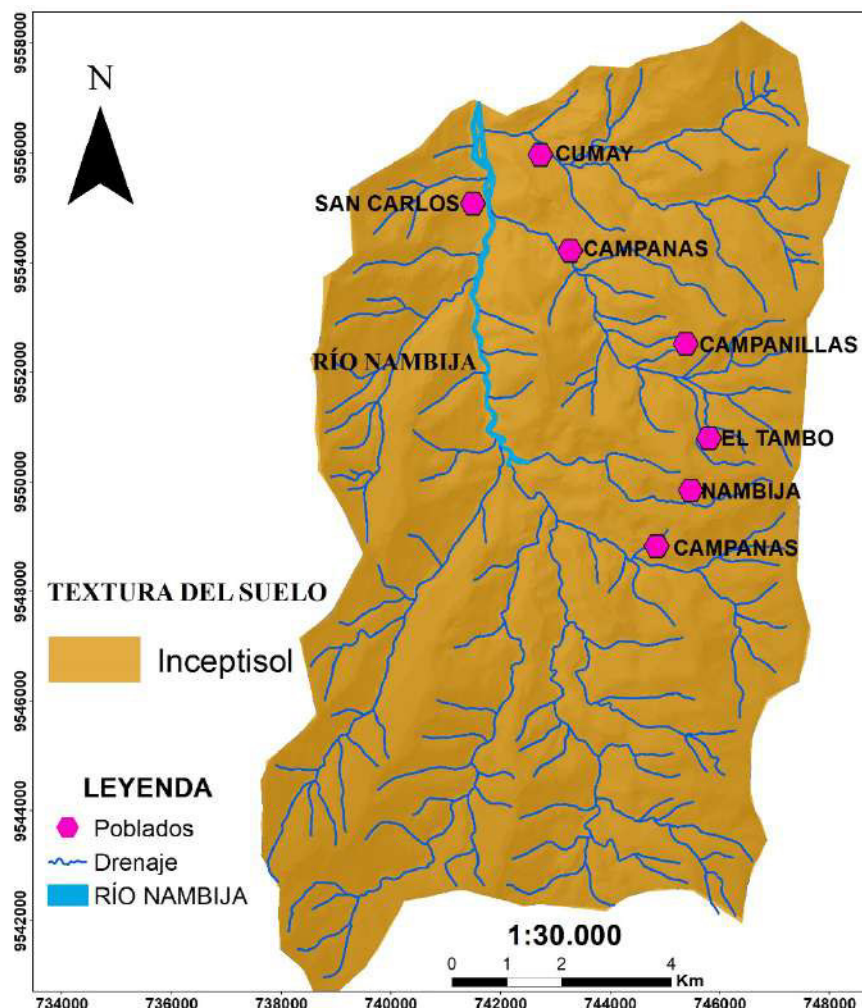 9558000
N
9556000
CUMAY
SAN CARLOS
9554000
CAMPANAS
CAMPANILLAS
9552000
RÍO NAMBIJA
EL TAMBO
9550000
NAMBIJA
CAMPANAS
9548000
TEXTURA DEL SUELO
Inceptisol
9546000
LEYENDA
9544000
Poblados
Drenaje
RÍO NAMBIJA
9542000
1:30.000
0 1 2 4
Km
734000 736000 738000 740000 742000 744000 746000 748000